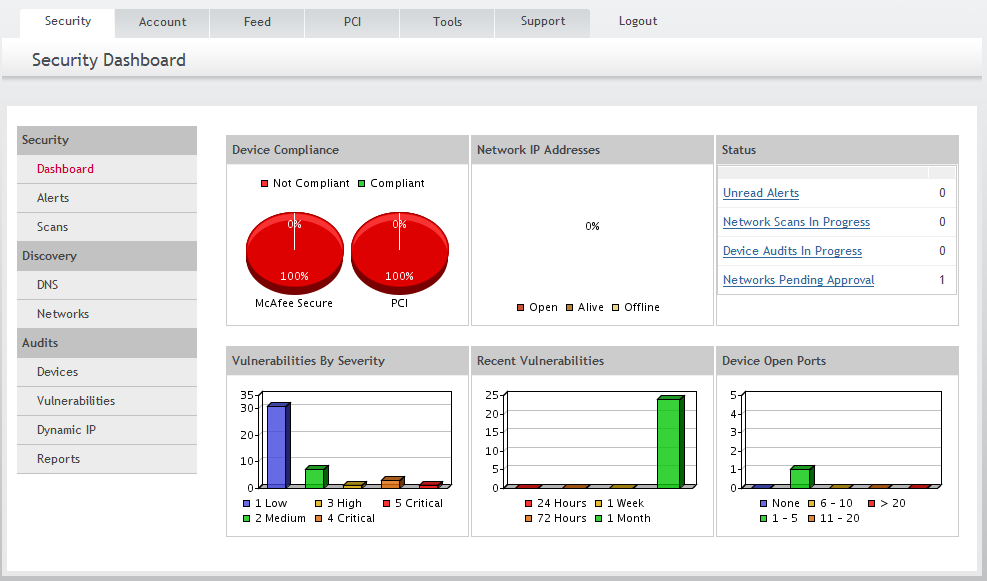 Security Account Feed PCI Tools Support Logout
Security Dashboard
Security
Dashboard
Alerts
Scans
Discovery
DNS
Networks
Audits
Devices
Vulnerabilities
Dynamic IP
Reports
Device Compliance
Not Compliant Compliant
0% 0%
100% 100%
McAfee Secure PCI
Network IP Addresses
0%
Open Alive Offline
Status
Unread Alerts 0
Network Scans In Progress 0
Device Audits In Progress 0
Networks Pending Approval 1
Vulnerabilities By Severity
35
30
20
10
0
1 Low 3 High 5 Critical
2 Medium 4 Critical
Recent Vulnerabilities
25
20
15
10
5
0
24 Hours 1 Week
72 Hours 1 Month
Device Open Ports
5
4
3
2
1
0
None 6 - 10 > 20
1 - 5 11 - 20